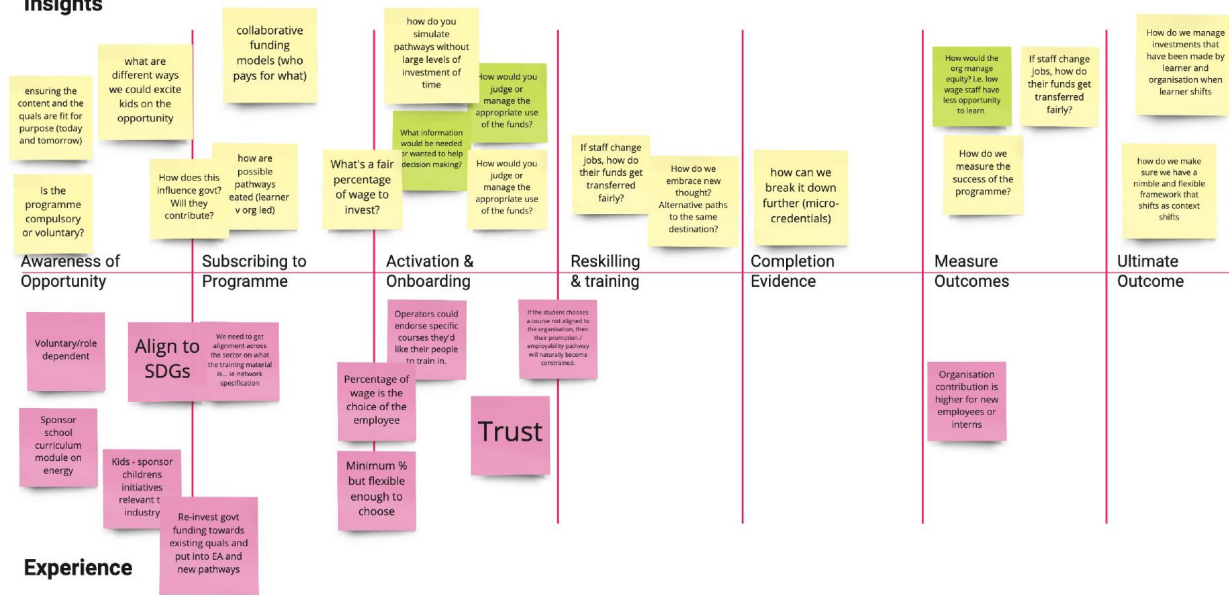 Insights
ensuring the
content and the
quals are fit for
purpose (today
and tomorrow)
what are
different ways
we could excite
kids on the
opportunity
Is the
programme
compulsory
or voluntary?
How does this
influence govt?
Will they
contribute?
collaborative
funding
models (who
pays for what)
how are
possible
pathways
eated (learner
v org led)
What's a fair
percentage
of wage to
invest?
how do you
simulate
pathways without
large levels of
investment of
time
How would you
judge or
manage the
appropriate use
of the funds?
What information
would be needed
or wanted to help
decision making?
How would you
judge or
manage the
appropriate use
of the funds?
If staff change
jobs, how do
their funds get
transferred
fairly?
How do we
embrace new
thought?
Alternative paths
to the same
destination?
how can we
break it down
further (micro-
credentials)
How would the
org manage
equity? i.e. low
wage staff have
less opportunity
to learn.
If staff change
jobs, how do
their funds get
transferred
fairly?
How do we
measure the
success of the
programme?
How do we manage
investments that
have been made by
learner and
organisation when
learner shifts
how do we make
sure we have a
nimble and flexible
framework that
shifts as context
shifts
Awareness of
Opportunity
Subscribing to
Programme
Activation &
Onboarding
Reskilling
& training
Completion
Evidence
Measure
Outcomes
Ultimate
Outcome
Voluntary/role
dependent
Align to
SDGs
We need to get
alignment across
the sector on what
the training material
is... ie network
specification
Sponsor
school
curriculum
module on
energy
Kids - sponsor
childrens
initiatives
relevant t
industry
Re-invest govt
funding towards
existing quals and
put into EA and
new pathways
Operators could
endorse specific
courses they'd
like their people
to train in.
Percentage of
wage is the
choice of the
employee
Minimum %
but flexible
enough to
choose
Trust
If the student chooses
a course not aligned to
the organisation, then
their promotion /
employability pathway
will naturally become
constrained.
Organisation
contribution is
higher for new
employees or
interns
Experience